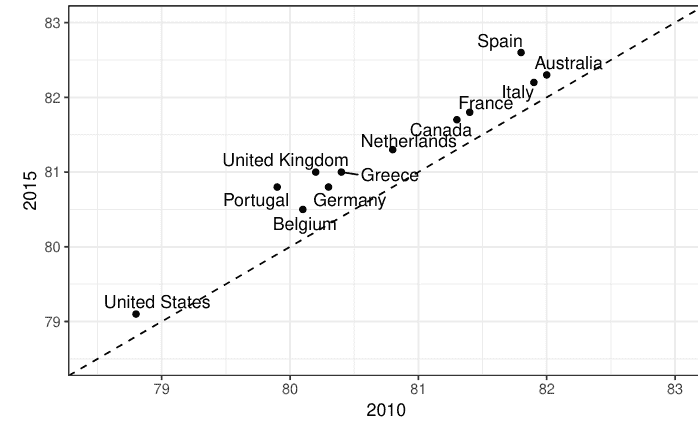 83
82
81
80
79
2015
Spain
Australia
Italy
France
Canada
Netherlands
United Kingdom
Greece
Portugal
Germany
Belgium
United States
79
80
81
82
83
2010